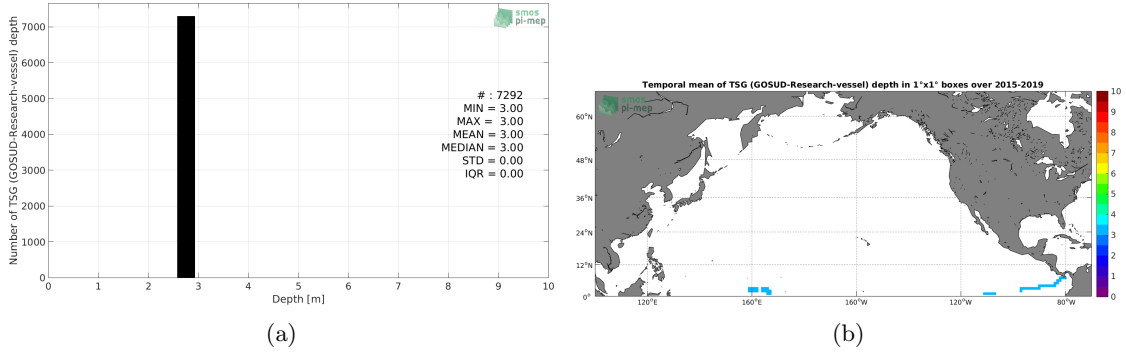 smos
pi-mep
Number of TSG (GOSUD-Research-vessel) depth
7000
6000
5000
4000
3000
2000
1000
0
# : 7292
MIN = 3.00
MAX = 3.00
MEAN = 3.00
MEDIAN = 3.00
STD = 0.00
IQR = 0.00
0 1 2 3 4 5 6 7 8 9 10
Depth [m]
(a)
Temporal mean of TSG (GOSUD-Research-vessel) depth in 1°x1° boxes over 2015-2019
smos
pi-mep
60°N
48°N
36°N
24°N
12°N
0°
120°E 160°E 160°W 120°W 80°W
10
9
8
7
6
5
4
3
2
1
0
(b)